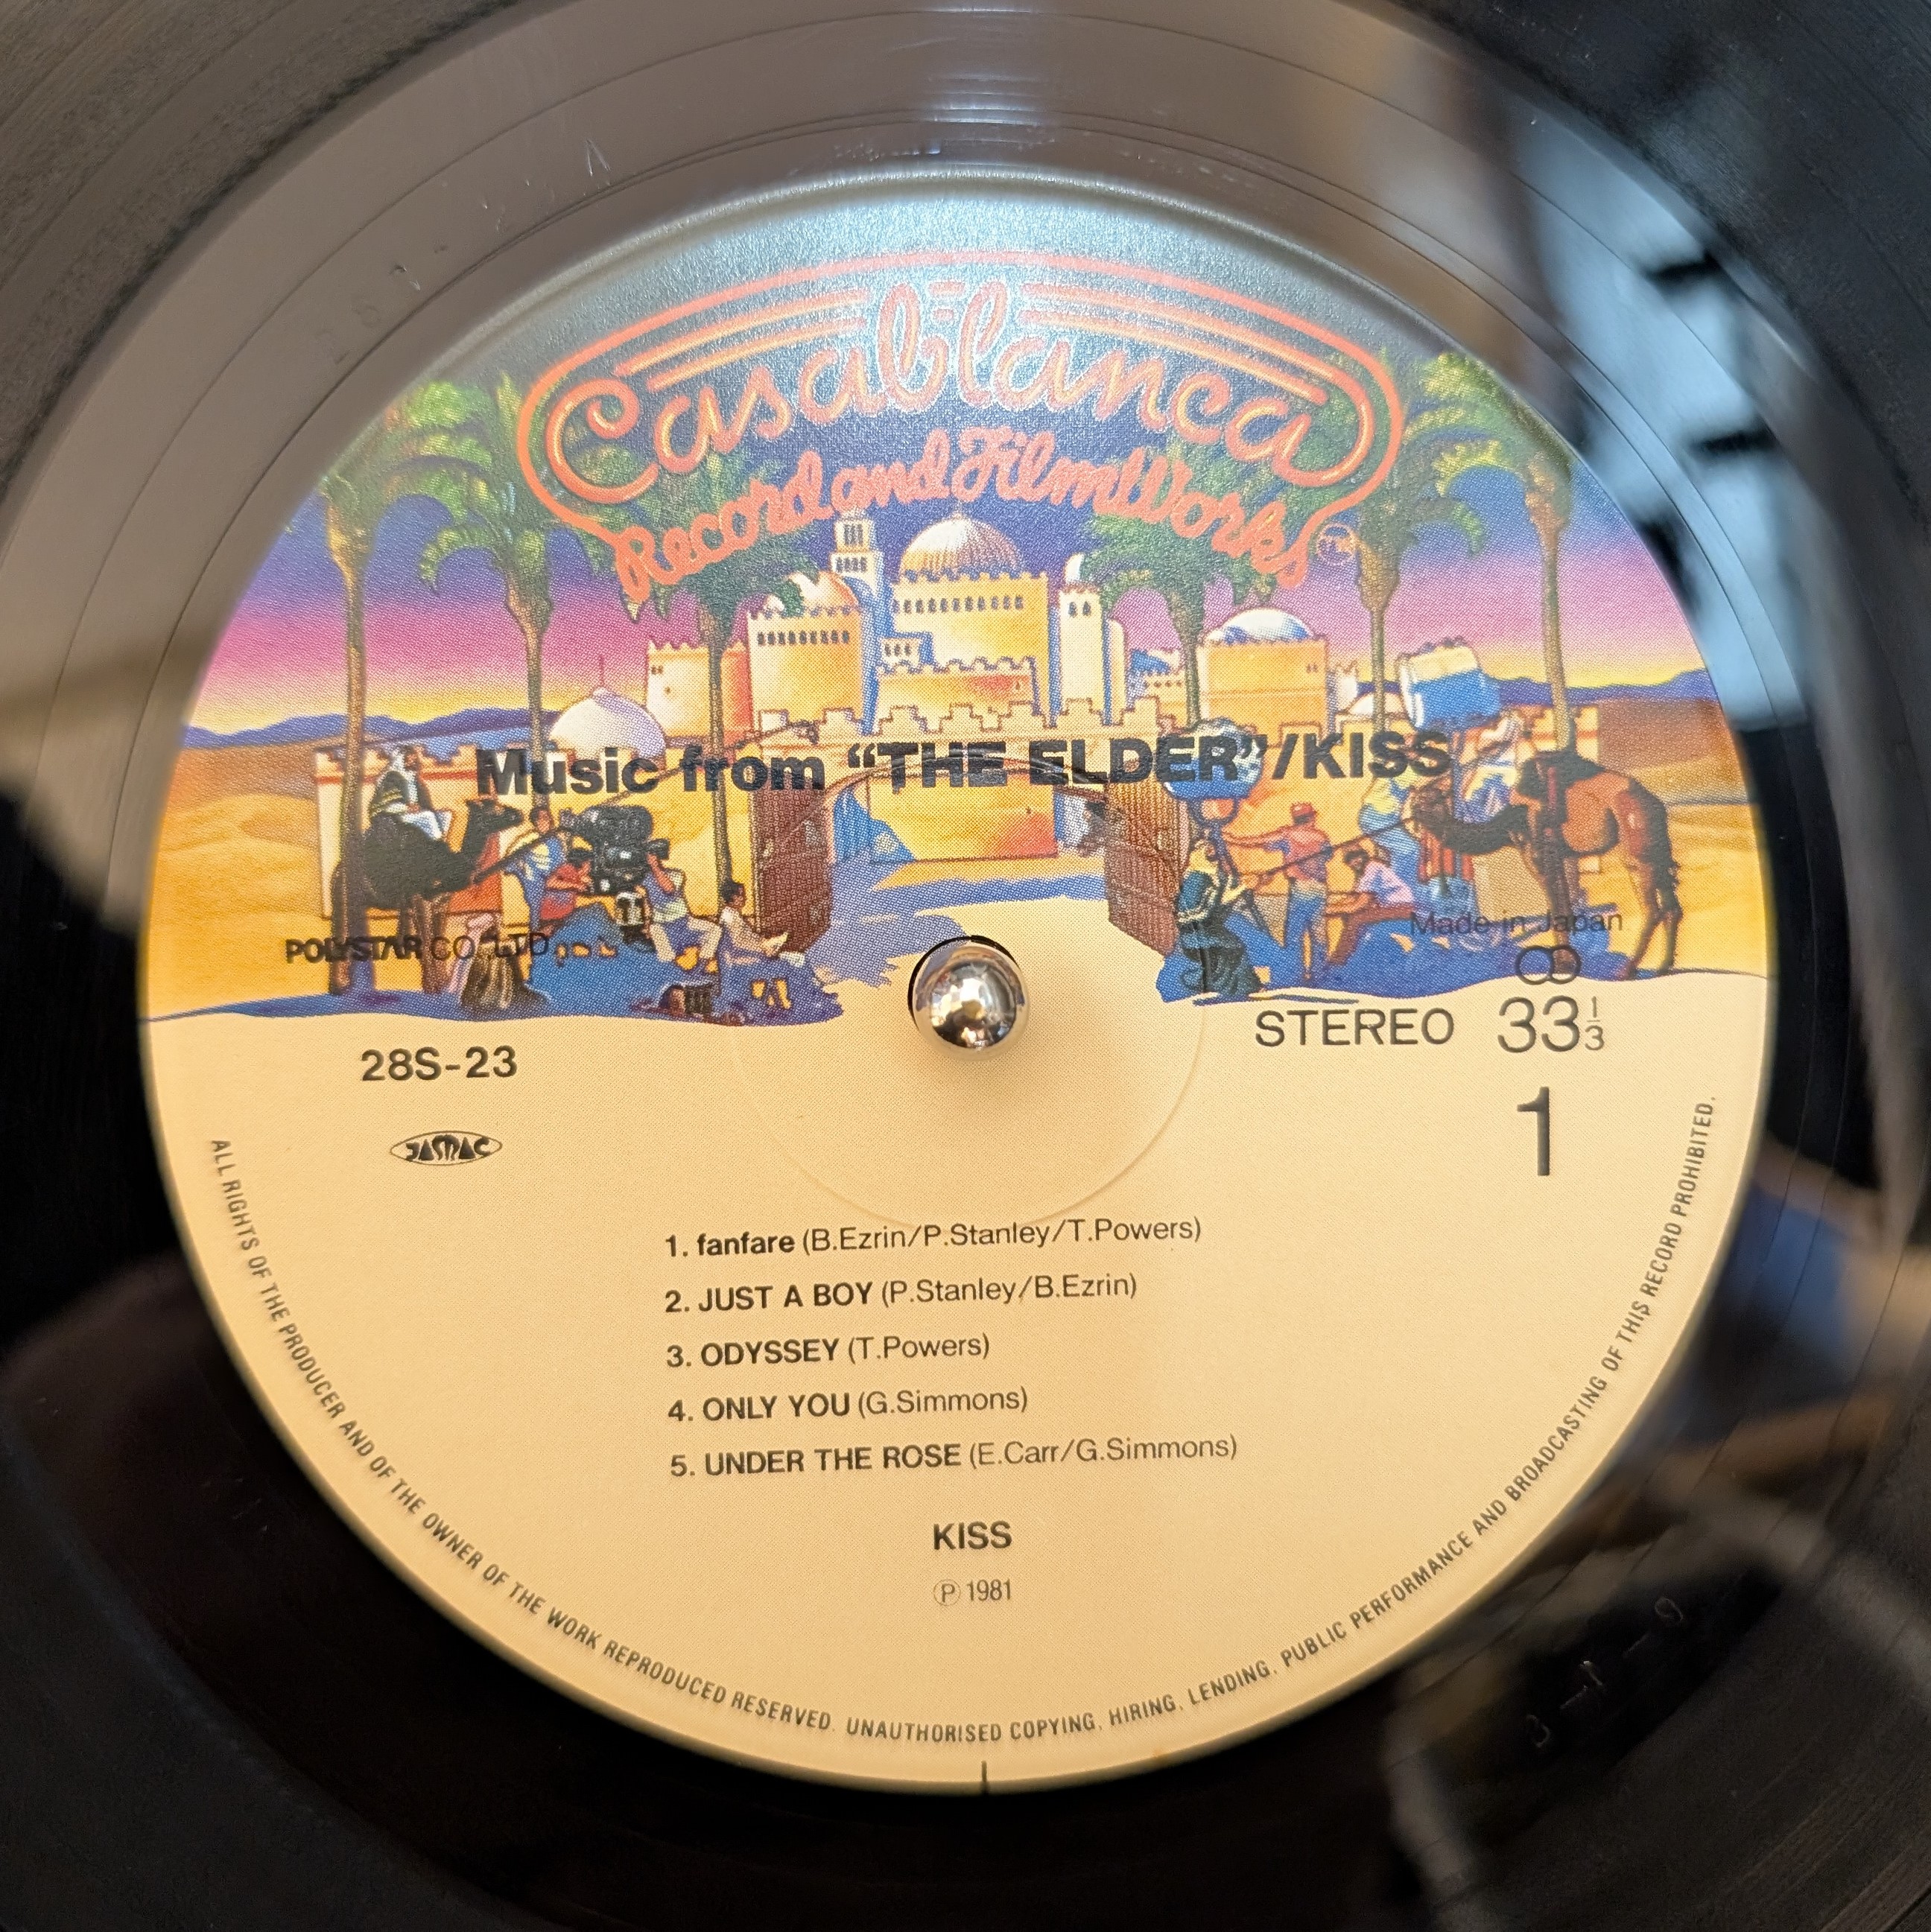 Casablanca
Record and FilmWorks
Music from “THE ELDER”/KISS
POLYSTAR CO., LTD.
Made in Japan
STEREO 33 1/3
28S-23
1
JASRAC
1. fanfare (B.Ezrin/P.Stanley/T.Powers)
2. JUST A BOY (P.Stanley/B.Ezrin)
3. ODYSSEY (T.Powers)
4. ONLY YOU (G.Simmons)
5. UNDER THE ROSE (E.Carr/G.Simmons)
KISS
Ⓟ 1981
ALL RIGHTS OF THE PRODUCER AND OF THE OWNER OF THE WORK REPRODUCED RESERVED. UNAUTHORISED COPYING, HIRING, LENDING, PUBLIC PERFORMANCE AND BROADCASTING OF THIS RECORD PROHIBITED.